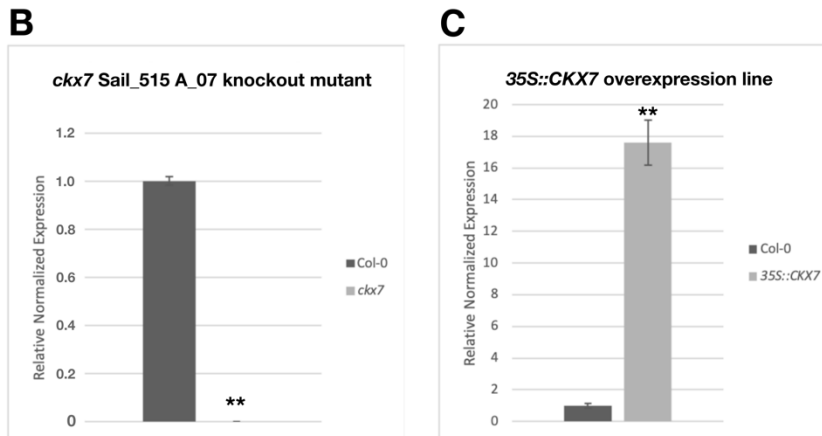 B
ckx7 Sail_515 A_07 knockout mutant
Relative Normalized Expression
1.2
1.0
0.8
0.6
0.4
0.2
0
**
Col-0
ckx7
C
35S::CKX7 overexpression line
Relative Normalized Expression
20
18
16
14
12
10
8
6
4
2
0
**
Col-0
35S::CKX7